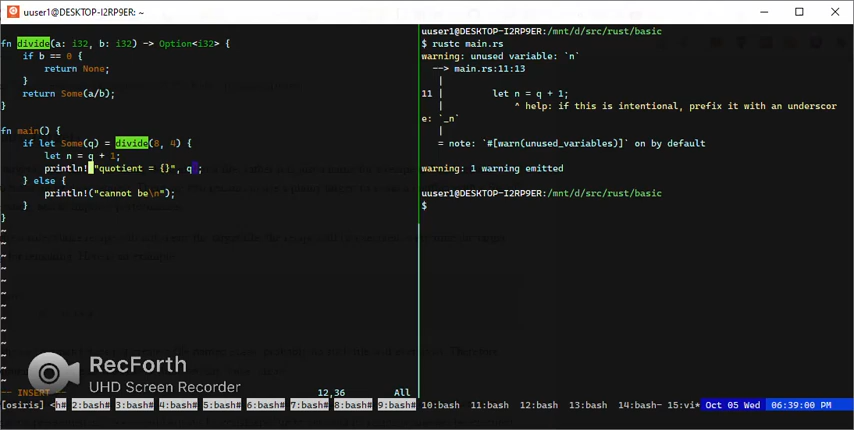 uuser1@DESKTOP-I2RP9ER: ~
fn divide(a: i32, b: i32) -> Option<i32> {
    if b == 0 {
        return None;
    }
    return Some(a/b);
}
fn main() {
    if let Some(q) = divide(8, 4) {
        let n = q + 1;
        println!("quotient = {}", q);
    } else {
        println!("cannot be\n");
    }
}
~
~
~
~
~
~
~
~
~
~
~
~
~
-- INSERT --
12,36
All
uuser1@DESKTOP-I2RP9ER:/mnt/d/src/rust/basic
$ rustc main.rs
warning: unused variable: `n`
  --> main.rs:11:13
   |
11 |         let n = q + 1;
   |             ^ help: if this is intentional, prefix it with an underscor
e: `_n`
   |
   = note: `#[warn(unused_variables)]` on by default
warning: 1 warning emitted
uuser1@DESKTOP-I2RP9ER:/mnt/d/src/rust/basic
$
RecForth
UHD Screen Recorder
[osiris] <h# 2:bash# 3:bash# 4:bash# 5:bash# 6:bash# 7:bash# 8:bash# 9:bash# 10:bash 11:bash 12:bash 13:bash 14:bash- 15:vi* Oct 05 Wed 06:39:00 PM